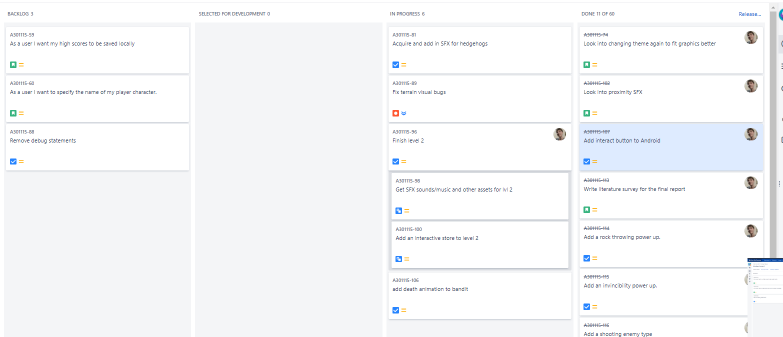 BACKLOG 3
A301115-59
As a user I want my high scores to be saved locally
A301115-60
As a user I want to specify the name of my player character.
A301115-88
Remove debug statements
SELECTED FOR DEVELOPMENT 0
IN PROGRESS 6
A301115-81
Acquire and add in SFX for hedgehogs
A301115-89
Fix terrain visual bugs
A301115-96
Finish level 2
A301115-98
Get SFX sounds/music and other assets for lvl 2
A301115-100
Add an interactive store to level 2
A301115-106
add death animation to bandit
DONE 11 OF 60
Release...
A301115-74
Look into changing theme again to fit graphics better
A301115-102
Look into proximity SFX
A301115-107
Add interact button to Android
A301115-113
Write literature survey for the final report
A301115-114
Add a rock throwing power up.
A301115-115
Add an invincibility power up.
A301115-116
Add a shooting enemy type